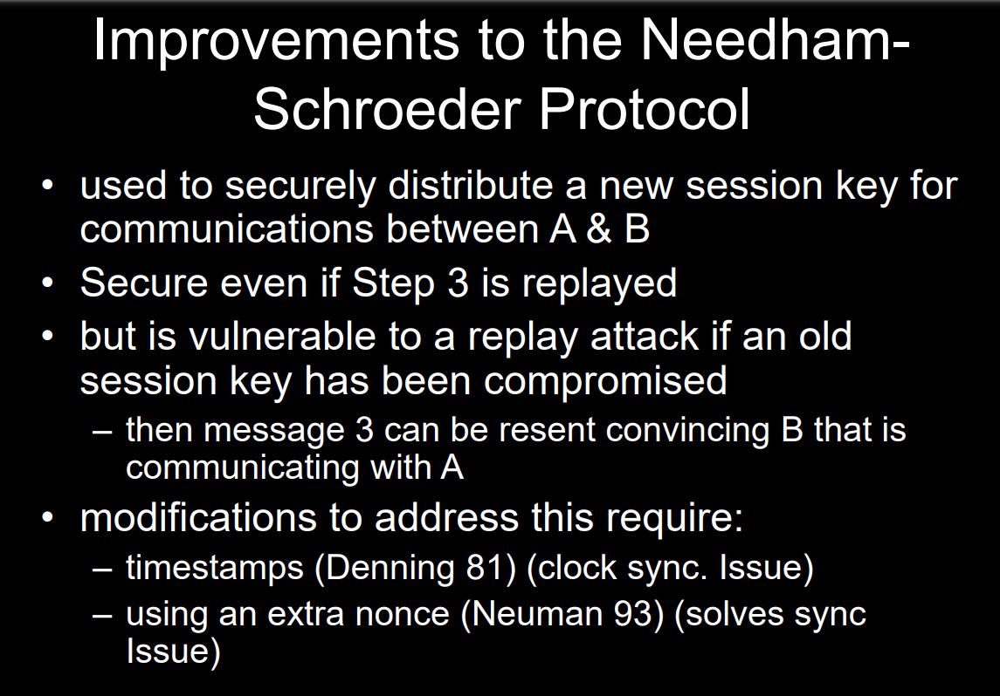 Improvements to the Needham-
Schroeder Protocol
• used to securely distribute a new session key for
communications between A & B
• Secure even if Step 3 is replayed
• but is vulnerable to a replay attack if an old
session key has been compromised
– then message 3 can be resent convincing B that is
communicating with A
• modifications to address this require:
– timestamps (Denning 81) (clock sync. Issue)
– using an extra nonce (Neuman 93) (solves sync
Issue)